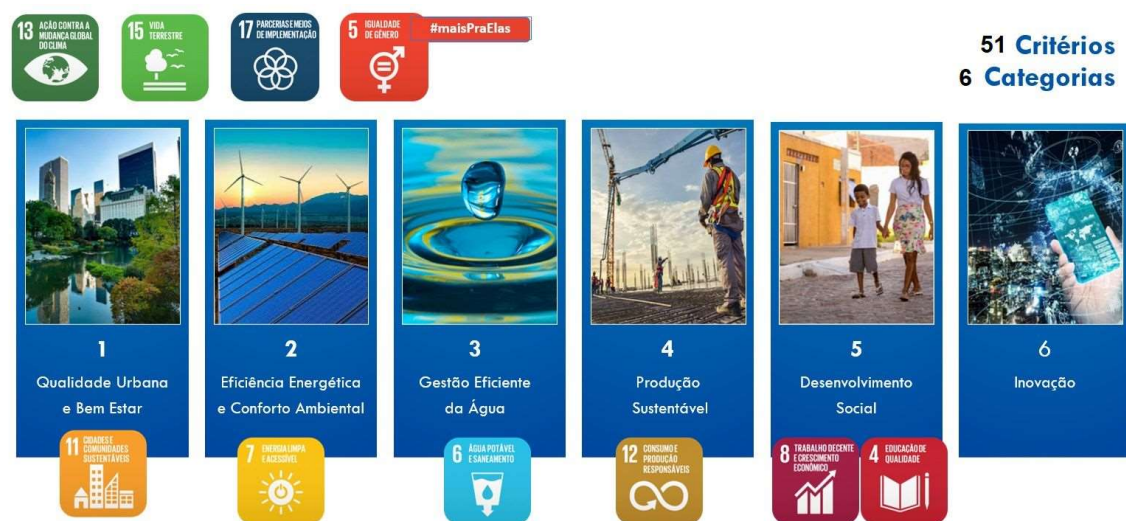 13 AÇÃO CONTRA A
MUDANÇA GLOBAL
DO CLIMA
15 VIDA
TERRESTRE
17 PARCERIAS E MEIOS
DE IMPLEMENTAÇÃO
5 IGUALDADE
DE GÊNERO
#maisPraElas
51 Critérios
6 Categorias
1
Qualidade Urbana
e Bem Estar
2
Eficiência Energética
e Conforto Ambiental
3
Gestão Eficiente
da Água
4
Produção
Sustentável
5
Desenvolvimento
Social
6
Inovação
11 CIDADES E
COMUNIDADES
SUSTENTÁVEIS
7 ENERGIA LIMPA
E ACESSÍVEL
6 ÁGUA POTÁVEL
E SANEAMENTO
12 CONSUMO E
PRODUÇÃO
RESPONSÁVEIS
8 TRABALHO DECENTE
E CRESCIMENTO
ECONÔMICO
4 EDUCAÇÃO DE
QUALIDADE